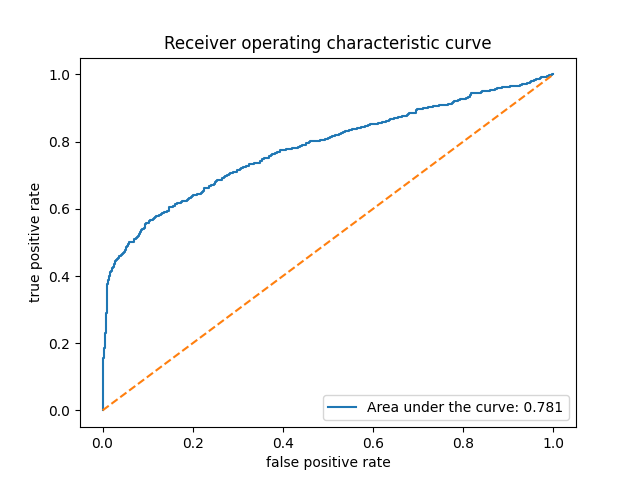 Receiver operating characteristic curve
1.0
0.8
0.6
0.4
0.2
0.0
true positive rate
Area under the curve: 0.781
0.0 0.2 0.4 0.6 0.8 1.0
false positive rate